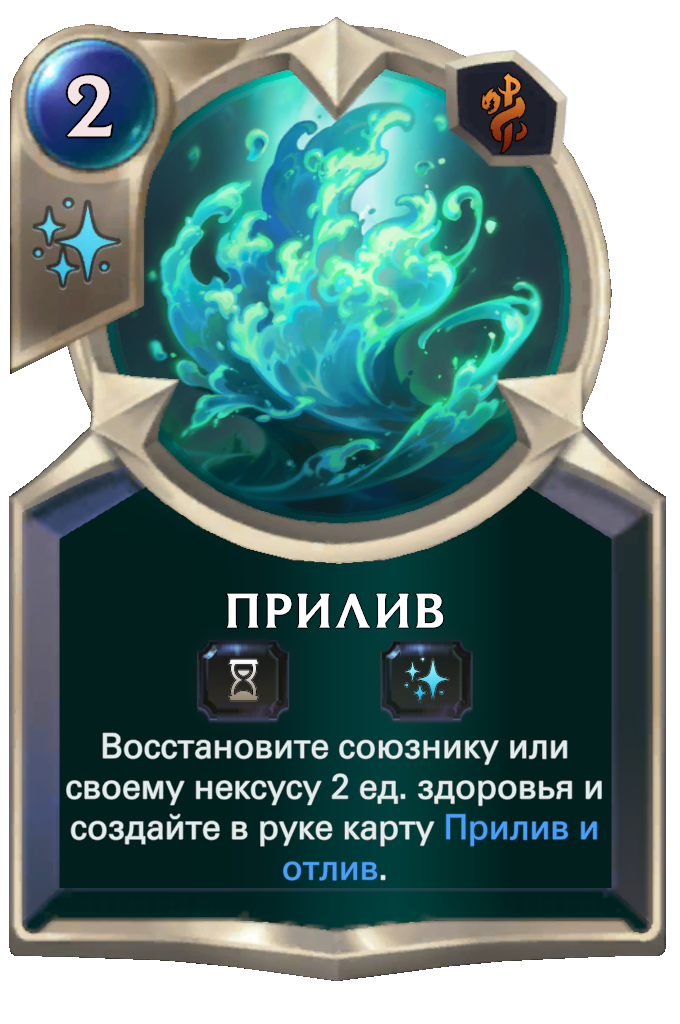 2
ПРИЛИВ
Восстановите союзнику или
своему нексусу 2 ед. здоровья и
создайте в руке карту Прилив и
отлив.